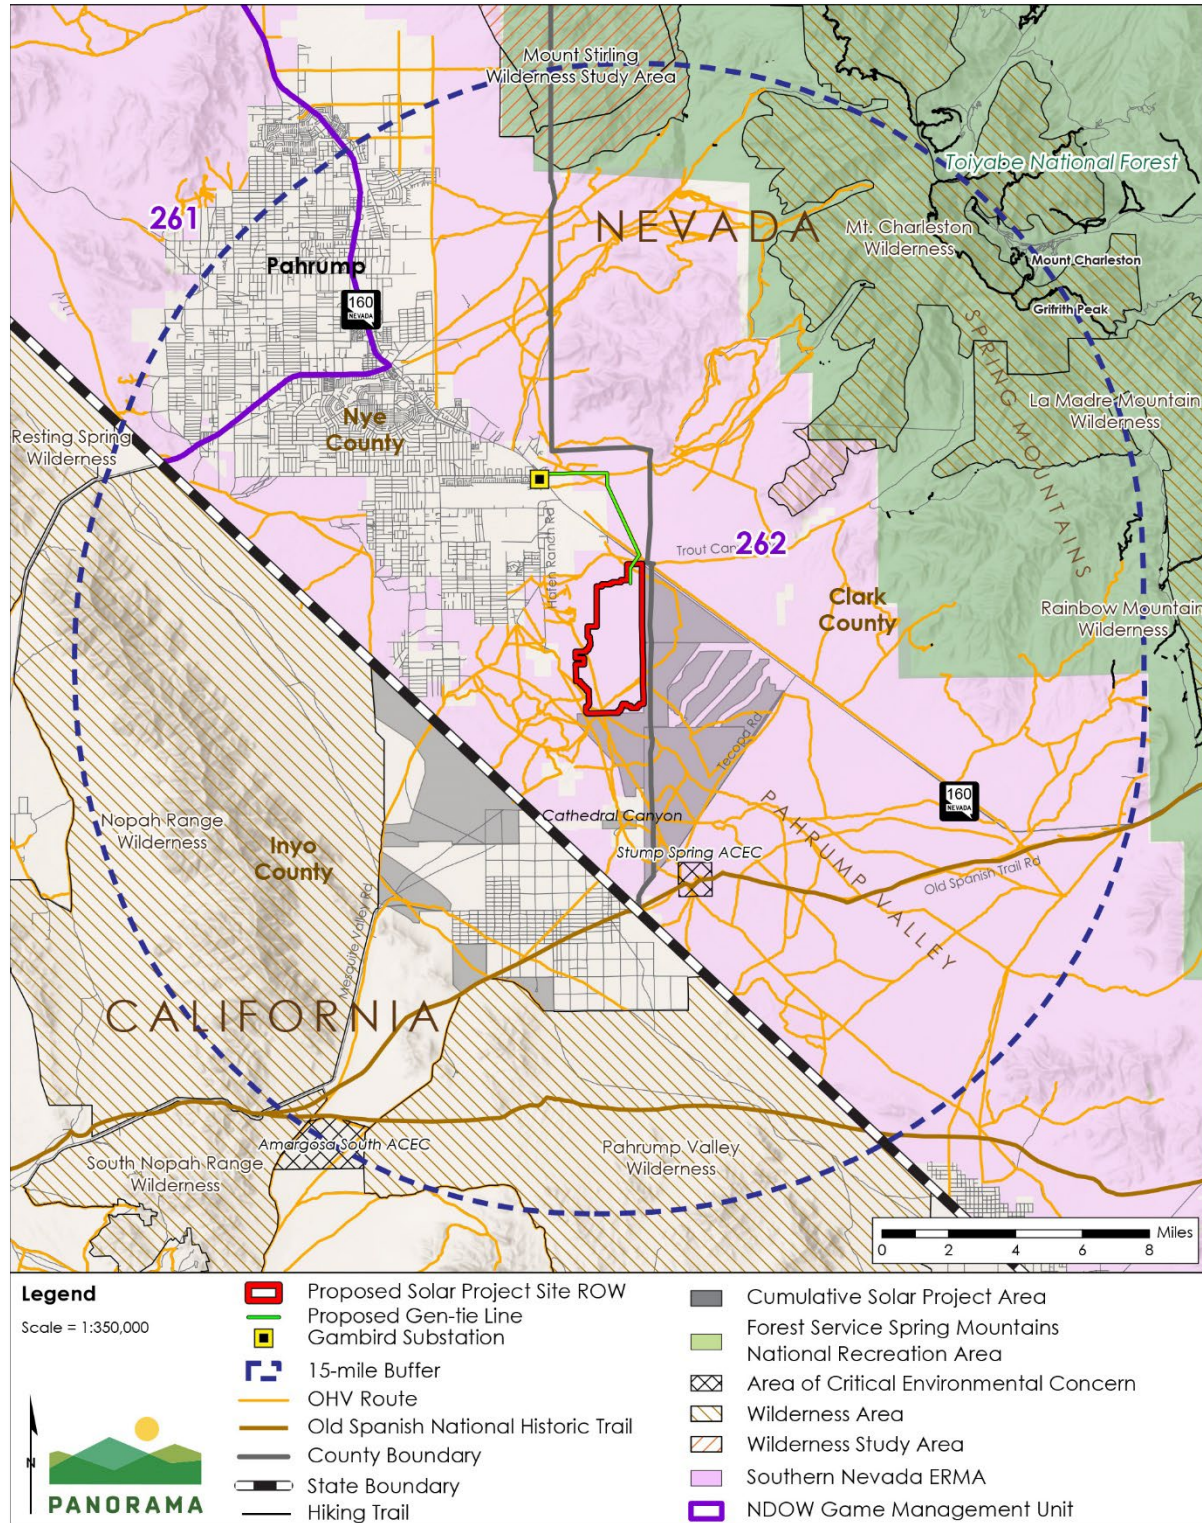 Mount Stirling
Wilderness Study Area
Toiyabe National Forest
261
NEVADA
Mt. Charleston
Wilderness
Pahrump
Mount Charleston
160
NEVADA
Grifrith Peak
SPRING MOUNTAINS
La Madre Mountain
Wilderness
Nye
County
Resting Spring
Wilderness
Hafen Ranch Rd
Trout Can
262
Clark
County
Rainbow Mountain
Wilderness
Tecopa Rd
160
NEVADA
Nopah Range
Wilderness
Cathedral Canyon
PAHRUMP VALLEY
Inyo
County
Stump Spring ACEC
Old Spanish Trail Rd
Mesquite Valley Rd
CALIFORNIA
Amargosa South ACEC
South Nopah Range
Wilderness
Pahrump Valley
Wilderness
Miles
0 2 4 6 8
Legend
Scale = 1:350,000
N
PANORAMA
Proposed Solar Project Site ROW
Proposed Gen-tie Line
Gambird Substation
15-mile Buffer
OHV Route
Old Spanish National Historic Trail
County Boundary
State Boundary
Hiking Trail
Cumulative Solar Project Area
Forest Service Spring Mountains
National Recreation Area
Area of Critical Environmental Concern
Wilderness Area
Wilderness Study Area
Southern Nevada ERMA
NDOW Game Management Unit